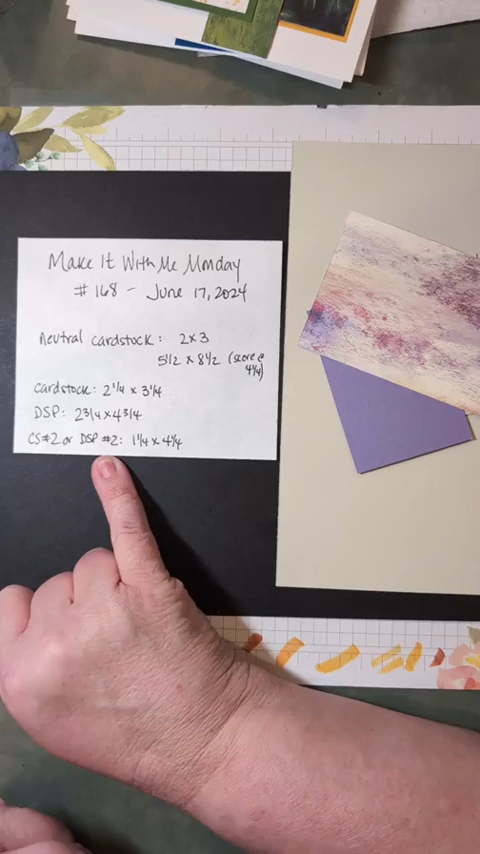 Make It With Me Monday
#168 - June 17, 2024
Neutral cardstock: 2x3
5 1/2 x 8 1/2 (score @
4 1/4)
Cardstock: 2 1/4 x 3 1/4
DSP: 2 3/4 x 4 3/4
CS#2 or DSP #2: 1 1/4 x 4 3/4